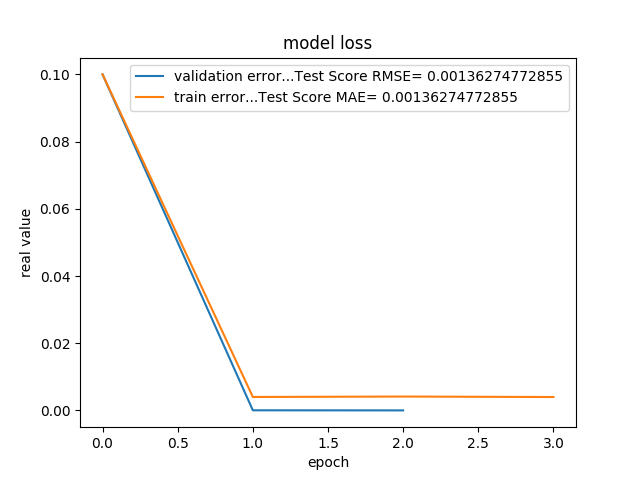 model loss
validation error...Test Score RMSE= 0.00136274772855
train error...Test Score MAE= 0.00136274772855
0.10
0.08
0.06
0.04
0.02
0.00
real value
0.0 0.5 1.0 1.5 2.0 2.5 3.0
epoch